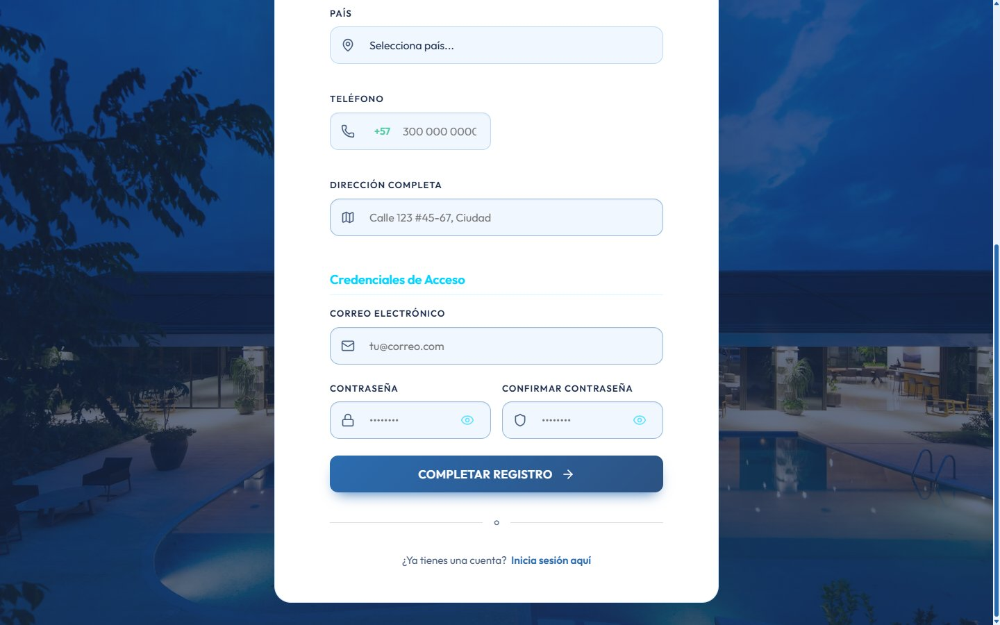 PAÍS
Selecciona país...
TELÉFONO
+57 300 000 0000
DIRECCIÓN COMPLETA
Calle 123 #45-67, Ciudad
Credenciales de Acceso
CORREO ELECTRÓNICO
tu@correo.com
CONTRASEÑA
••••••••
CONFIRMAR CONTRASEÑA
••••••••
COMPLETAR REGISTRO →
o
¿Ya tienes una cuenta? Inicia sesión aquí